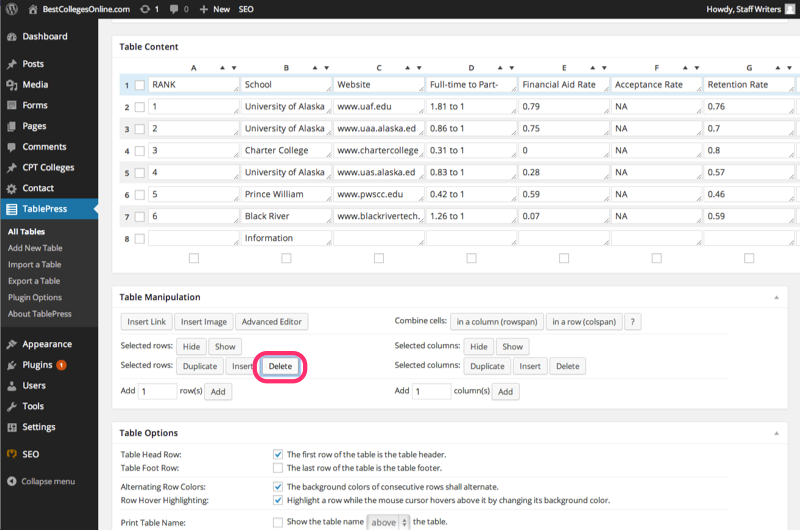 BestCollegesOnline.com 1 0 New SEO Howdy, Staff Writers
Dashboard
Posts
Media
Forms
Pages
Comments
CPT Colleges
Contact
TablePress
All Tables
Add New Table
Import a Table
Export a Table
Plugin Options
About TablePress
Appearance
Plugins 1
Users
Tools
Settings
SEO
Collapse menu
Table Content
A B C D E F G
1 RANK School Website Full-time to Part- Financial Aid Rate Acceptance Rate Retention Rate
2 1 University of Alaska www.uaf.edu 1.81 to 1 0.79 NA 0.76
3 2 University of Alaska www.uaa.alaska.ed 0.86 to 1 0.75 NA 0.7
4 3 Charter College www.chartercollege 0.31 to 1 0 NA 0.8
5 4 University of Alaska www.uas.alaska.ed 0.83 to 1 0.28 NA 0.57
6 5 Prince William www.pwscc.edu 0.42 to 1 0.59 NA 0.46
7 6 Black River www.blackrivertech. 1.26 to 1 0.07 NA 0.59
8 Information
Table Manipulation
Insert Link Insert Image Advanced Editor Combine cells: in a column (rowspan) in a row (colspan) ?
Selected rows: Hide Show Selected columns: Hide Show
Selected rows: Duplicate Insert Delete Selected columns: Duplicate Insert Delete
Add 1 row(s) Add Add 1 column(s) Add
Table Options
Table Head Row: The first row of the table is the table header.
Table Foot Row: The last row of the table is the table footer.
Alternating Row Colors: The background colors of consecutive rows shall alternate.
Row Hover Highlighting: Highlight a row while the mouse cursor hovers above it by changing its background color.
Print Table Name: Show the table name above the table.